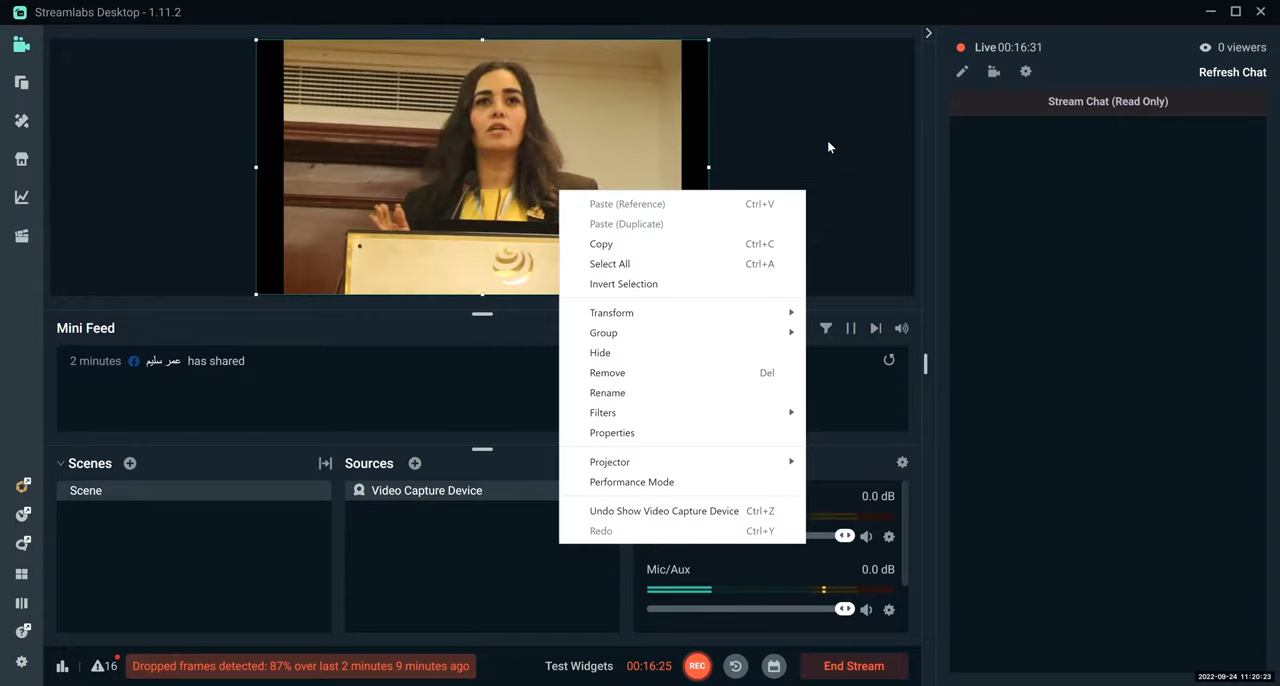 Streamlabs Desktop - 1.11.2
Live 00:16:31
0 viewers
Refresh Chat
Stream Chat (Read Only)
Paste (Reference) Ctrl+V
Paste (Duplicate)
Copy Ctrl+C
Select All Ctrl+A
Invert Selection
Transform
Group
Hide
Remove Del
Rename
Filters
Properties
Projector
Performance Mode
Undo Show Video Capture Device Ctrl+Z
Redo Ctrl+Y
Mini Feed
2 minutes عمر سليم has shared
Scenes
Scene
Sources
Video Capture Device
0.0 dB
Mic/Aux 0.0 dB
16
Dropped frames detected: 87% over last 2 minutes 9 minutes ago
Test Widgets
00:16:25
REC
End Stream
2022-09-24 11:20:23